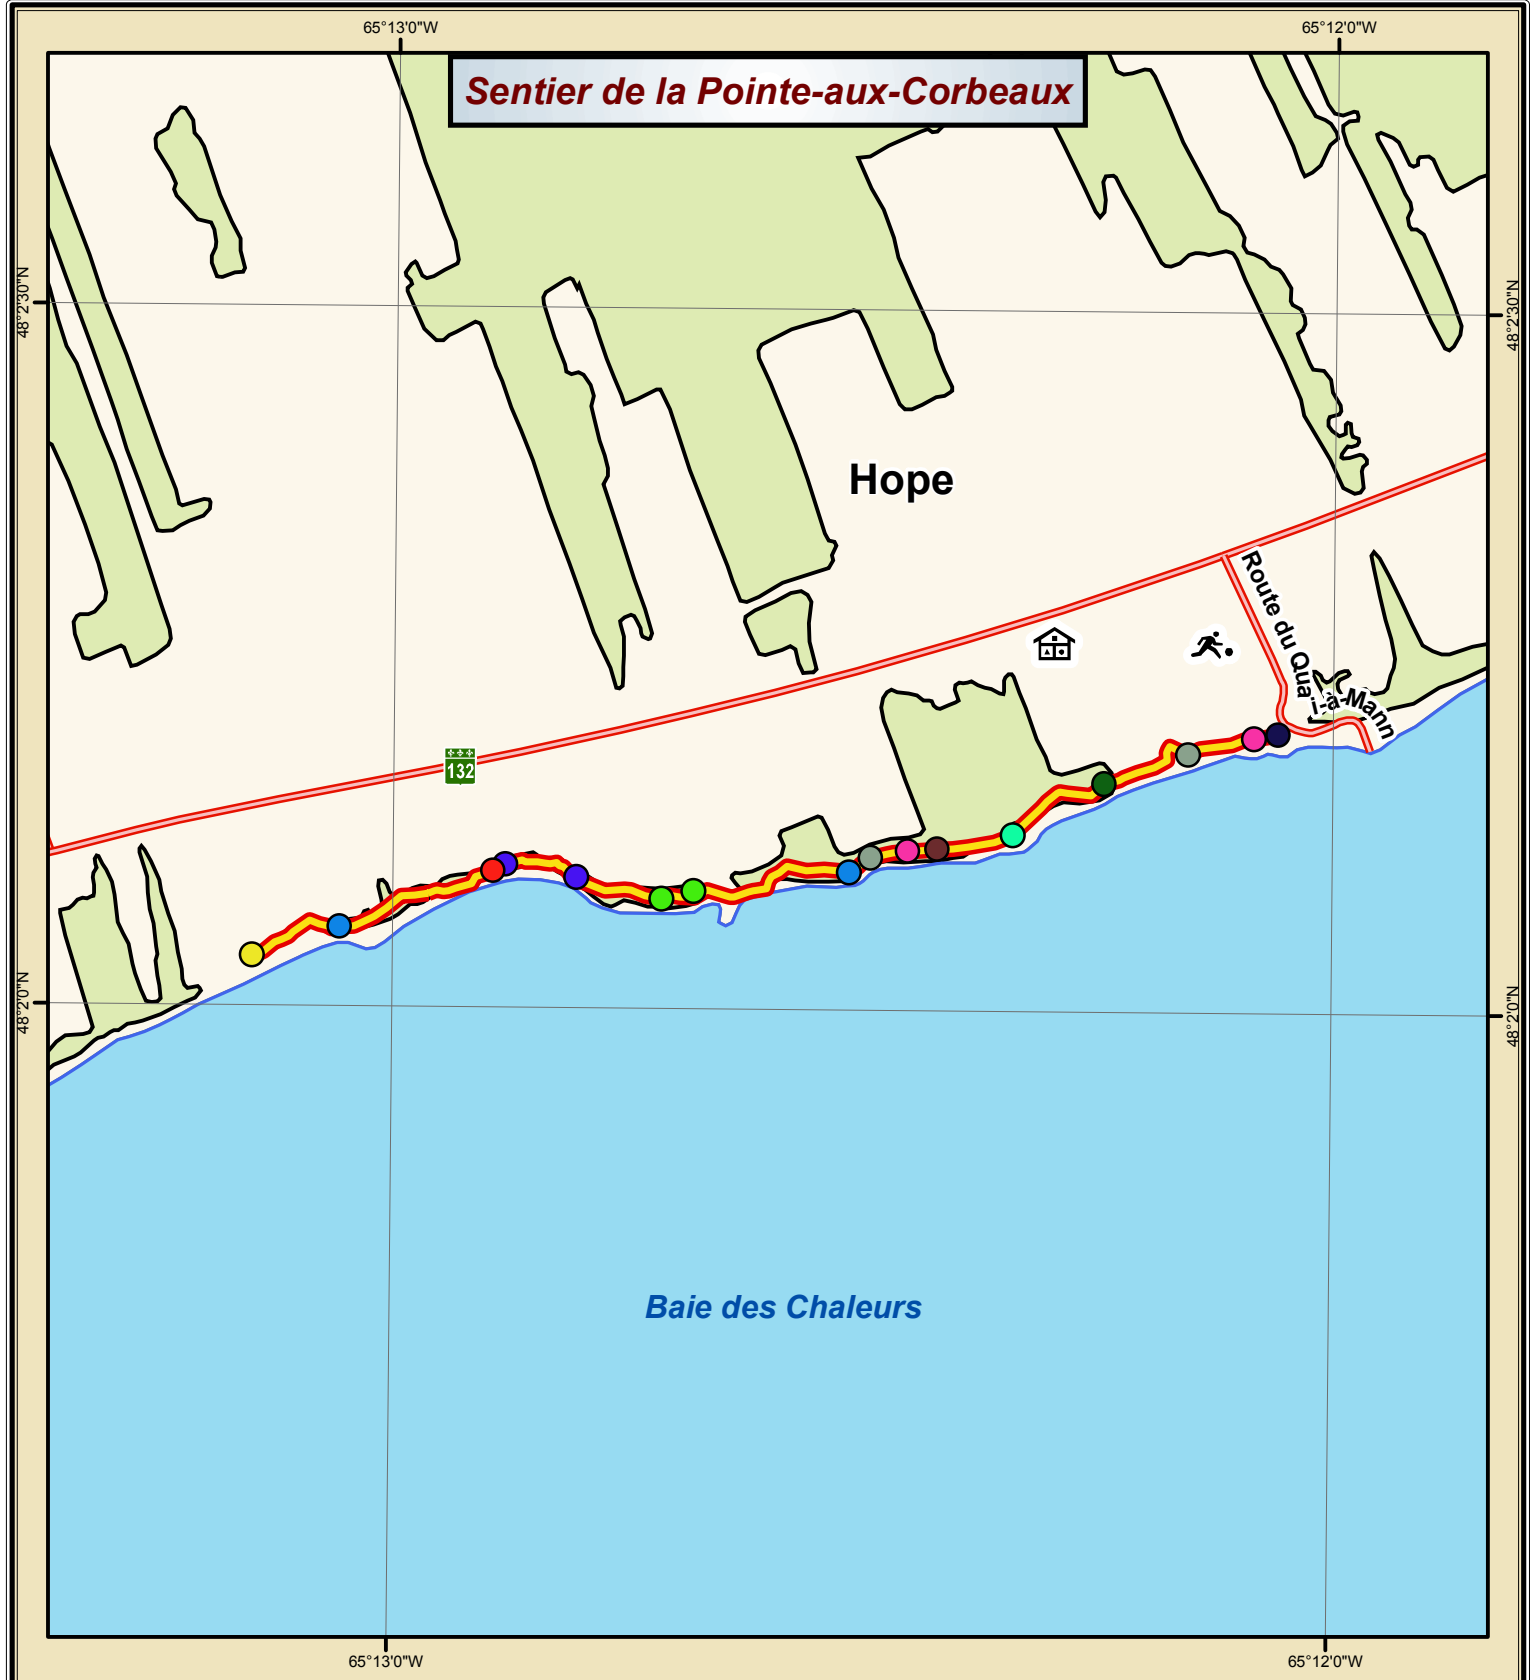 65°13'0"W
65°12'0"W
Sentier de la Pointe-aux-Corbeaux
48°2'30"N
48°2'30"N
Hope
Route du Quai-à-Mann
132
48°2'0"N
48°2'0"N
Baie des Chaleurs
65°13'0"W
65°12'0"W